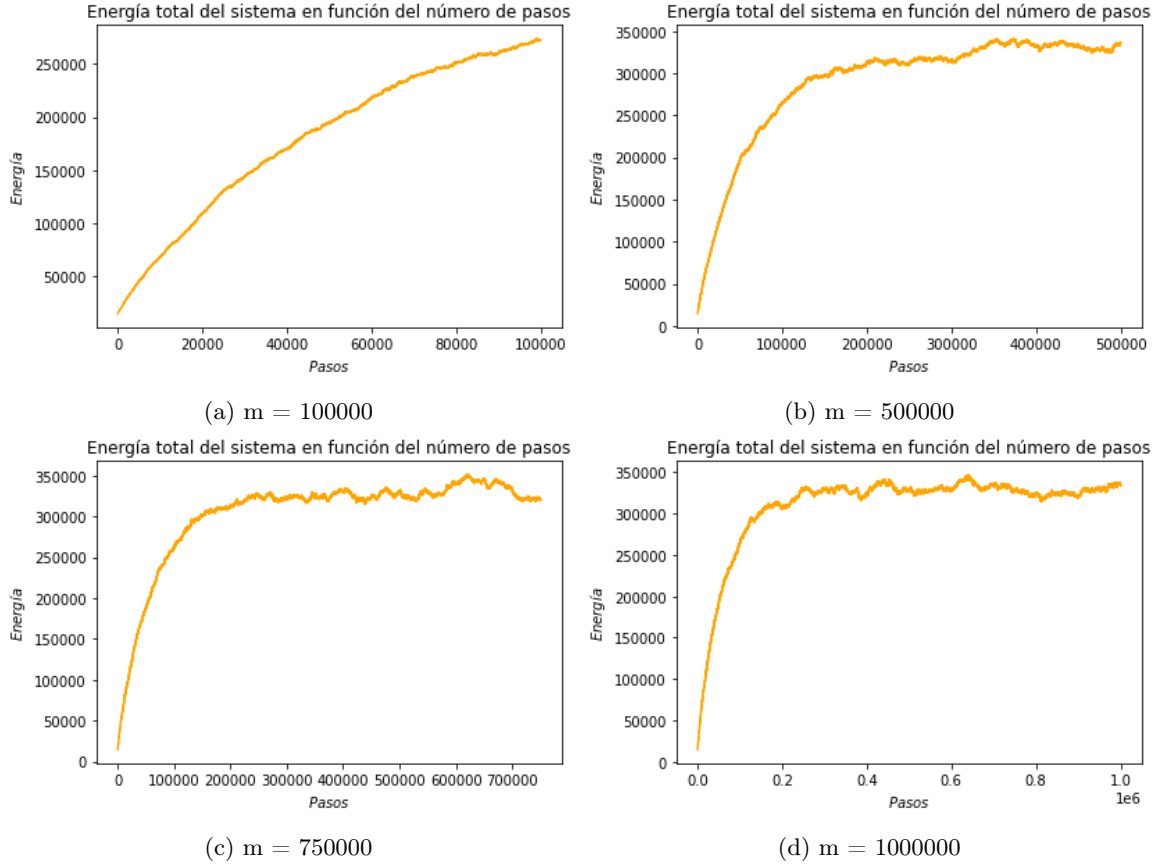 Energía total del sistema en función del número de pasos
250000
200000
150000
100000
50000
Energía
0 20000 40000 60000 80000 100000
Pasos
(a) m = 100000
Energía total del sistema en función del número de pasos
350000
300000
250000
200000
150000
100000
50000
0
Energía
0 100000 200000 300000 400000 500000
Pasos
(b) m = 500000
Energía total del sistema en función del número de pasos
350000
300000
250000
200000
150000
100000
50000
0
Energía
0 100000 200000 300000 400000 500000 600000 700000
Pasos
(c) m = 750000
Energía total del sistema en función del número de pasos
350000
300000
250000
200000
150000
100000
50000
0
Energía
0.0 0.2 0.4 0.6 0.8 1.0
1e6
Pasos
(d) m = 1000000